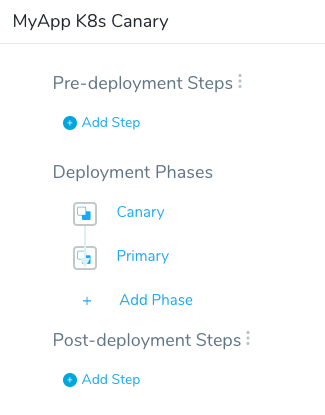 MyApp K8s Canary
Pre-deployment Steps
Add Step
Deployment Phases
Canary
Primary
+ Add Phase
Post-deployment Steps
Add Step